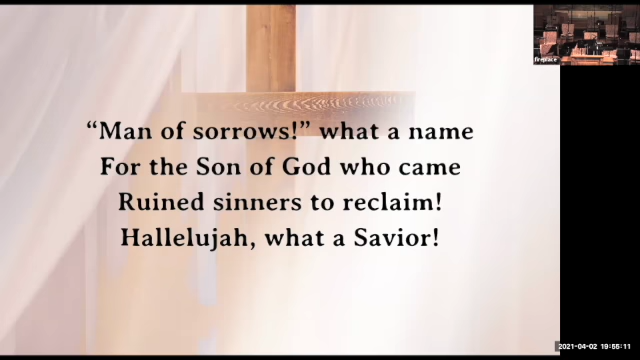 “Man of sorrows!” what a name
For the Son of God who came
Ruined sinners to reclaim!
Hallelujah, what a Savior!
fireplace
2021-04-02 19:55:11